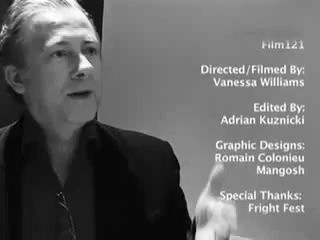 Film121
Directed/Filmed By:
Vanessa Williams
Edited By:
Adrian Kuznicki
Graphic Designs:
Romain Colonieu
Mangosh
Special Thanks:
Fright Fest